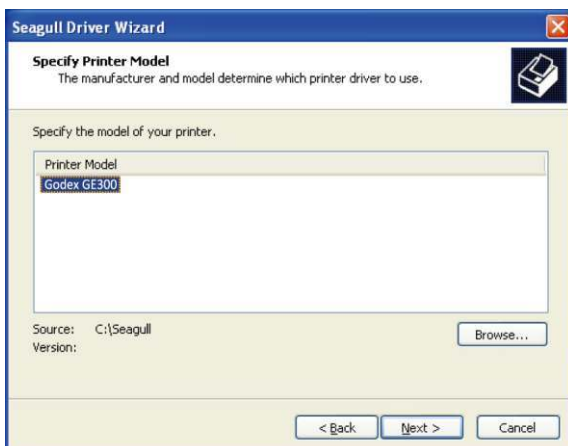 Seagull Driver Wizard
Specify Printer Model
The manufacturer and model determine which printer driver to use.
Specify the model of your printer.
Printer Model
Godex GE300
Source: C:\Seagull
Browse...
Version:
< Back Next > Cancel